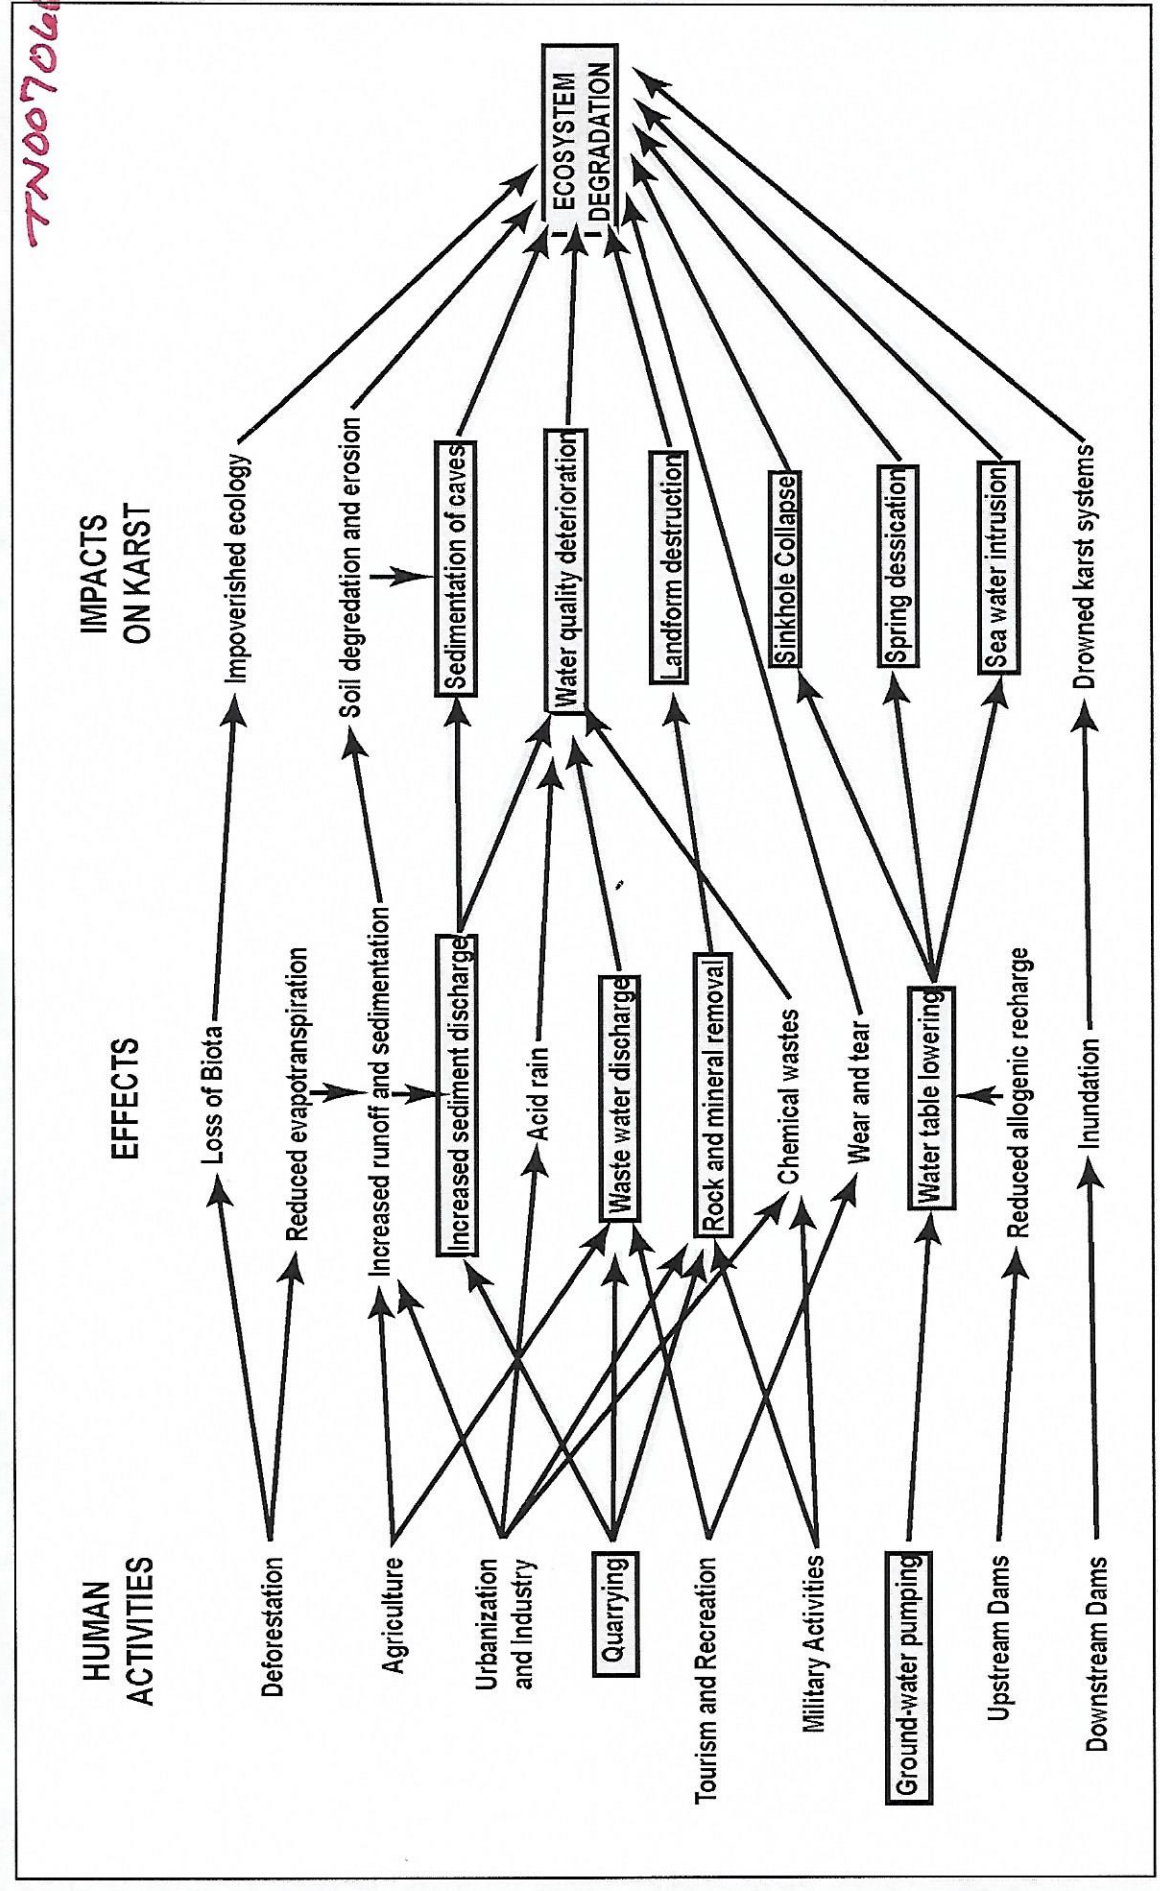 TN00706
HUMAN
ACTIVITIES
EFFECTS
IMPACTS
ON KARST
Deforestation
Agriculture
Urbanization
and Industry
Quarrying
Tourism and Recreation
Military Activities
Ground-water pumping
Upstream Dams
Downstream Dams
Loss of Biota
Reduced evapotranspiration
Increased runoff and sedimentation
Increased sediment discharge
Acid rain
Waste water discharge
Rock and mineral removal
Chemical wastes
Wear and tear
Water table lowering
Reduced allogenic recharge
Inundation
Impoverished ecology
Soil degredation and erosion
Sedimentation of caves
Water quality deterioration
Landform destruction
Sinkhole Collapse
Spring dessication
Sea water intrusion
Drowned karst systems
ECOSYSTEM
DEGRADATION